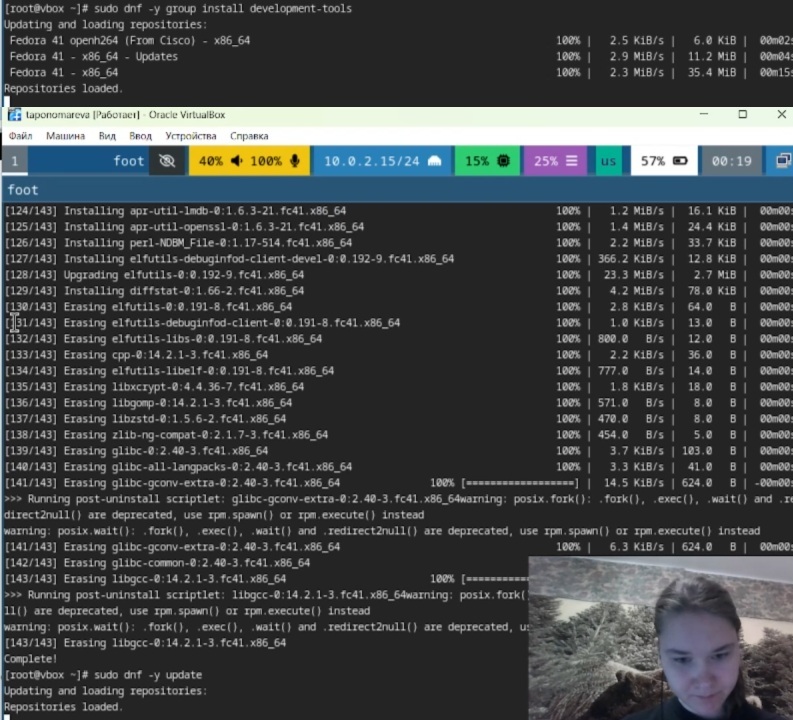 [root@vbox ~]# sudo dnf -y group install development-tools
Updating and loading repositories:
Fedora 41 openh264 (From Cisco) - x86_64 100% | 2.5 KiB/s | 6.0 KiB | 00m02s
Fedora 41 - x86_64 - Updates 100% | 2.9 MiB/s | 11.2 MiB | 00m04s
Fedora 41 - x86_64 100% | 2.3 MiB/s | 35.4 MiB | 00m15s
Repositories loaded.
taponomareva [Работает] - Oracle VirtualBox
Файл Машина Вид Ввод Устройства Справка
1 foot 40% 100% 10.0.2.15/24 15% 25% us 57% 00:19
foot
[124/143] Installing apr-util-lmdb-0:1.6.3-21.fc41.x86_64 100% | 1.2 MiB/s | 16.1 KiB | 00m00s
[125/143] Installing apr-util-openssl-0:1.6.3-21.fc41.x86_64 100% | 1.4 MiB/s | 24.4 KiB | 00m00s
[126/143] Installing perl-NDBM_File-0:1.17-514.fc41.x86_64 100% | 2.2 MiB/s | 33.7 KiB | 00m00s
[127/143] Installing elfutils-debuginfod-client-devel-0:0.192-9.fc41.x86_64 100% | 366.2 KiB/s | 12.8 KiB | 00m00s
[128/143] Upgrading elfutils-0:0.192-9.fc41.x86_64 100% | 23.3 MiB/s | 2.7 MiB | 00m00s
[129/143] Installing diffstat-0:1.66-2.fc41.x86_64 100% | 4.2 MiB/s | 78.0 KiB | 00m00s
[130/143] Erasing elfutils-0:0.191-8.fc41.x86_64 100% | 2.8 KiB/s | 64.0 B | 00m00s
[131/143] Erasing elfutils-debuginfod-client-0:0.191-8.fc41.x86_64 100% | 1.0 KiB/s | 13.0 B | 00m00s
[132/143] Erasing elfutils-libs-0:0.191-8.fc41.x86_64 100% | 800.0 B/s | 12.0 B | 00m00s
[133/143] Erasing cpp-0:14.2.1-3.fc41.x86_64 100% | 2.2 KiB/s | 36.0 B | 00m00s
[134/143] Erasing elfutils-libelf-0:0.191-8.fc41.x86_64 100% | 777.0 B/s | 14.0 B | 00m00s
[135/143] Erasing libxcrypt-0:4.4.36-7.fc41.x86_64 100% | 1.8 KiB/s | 18.0 B | 00m00s
[136/143] Erasing libgomp-0:14.2.1-3.fc41.x86_64 100% | 571.0 B/s | 8.0 B | 00m00s
[137/143] Erasing libzstd-0:1.5.6-2.fc41.x86_64 100% | 470.0 B/s | 8.0 B | 00m00s
[138/143] Erasing zlib-ng-compat-0:2.1.7-3.fc41.x86_64 100% | 454.0 B/s | 5.0 B | 00m00s
[139/143] Erasing glibc-0:2.40-3.fc41.x86_64 100% | 3.7 KiB/s | 103.0 B | 00m00s
[140/143] Erasing glibc-all-langpacks-0:2.40-3.fc41.x86_64 100% | 3.3 KiB/s | 41.0 B | 00m00s
[141/143] Erasing glibc-gconv-extra-0:2.40-3.fc41.x86_64 100% [==================] | 14.5 KiB/s | 624.0 B | -00m00s
>>> Running post-uninstall scriptlet: glibc-gconv-extra-0:2.40-3.fc41.x86_64warning: posix.fork(): .fork(), .exec(), .wait() and .re
direct2null() are deprecated, use rpm.spawn() or rpm.execute() instead
warning: posix.wait(): .fork(), .exec(), .wait() and .redirect2null() are deprecated, use rpm.spawn() or rpm.execute() instead
[141/143] Erasing glibc-gconv-extra-0:2.40-3.fc41.x86_64 100% | 6.3 KiB/s | 624.0 B | 00m00s
[142/143] Erasing glibc-common-0:2.40-3.fc41.x86_64
[143/143] Erasing libgcc-0:14.2.1-3.fc41.x86_64 100% [=========
>>> Running post-uninstall scriptlet: libgcc-0:14.2.1-3.fc41.x86_64warning: posix.fork()
ll() are deprecated, use rpm.spawn() or rpm.execute() instead
warning: posix.wait(): .fork(), .exec(), .wait() and .redirect2null() are deprecated, us
[143/143] Erasing libgcc-0:14.2.1-3.fc41.x86_64
Complete!
[root@vbox ~]# sudo dnf -y update
Updating and loading repositories:
Repositories loaded.